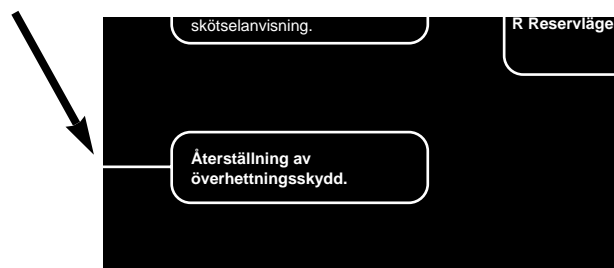 skötselanvisning.
R Reservläge
Återställning av
överhettningsskydd.